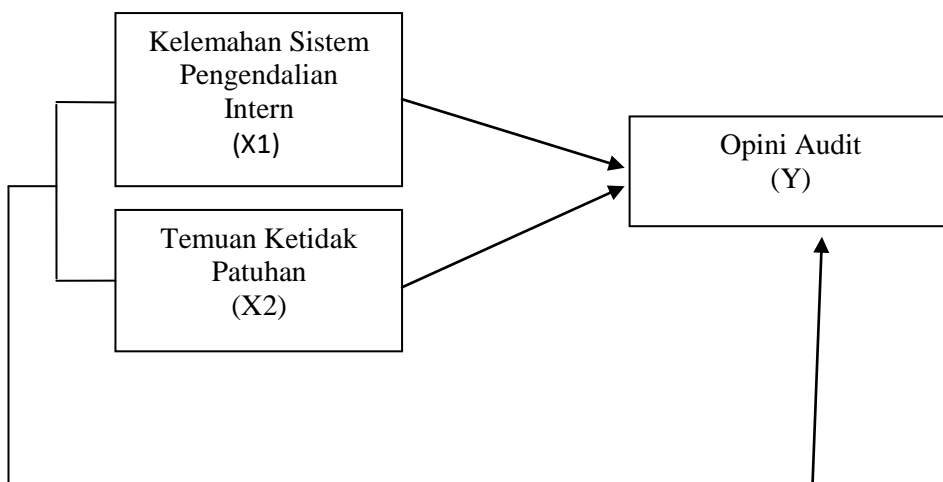 Kelemahan Sistem
Pengendalian
Intern
(X1)
Opini Audit
(Y)
Temuan Ketidak
Patuhan
(X2)